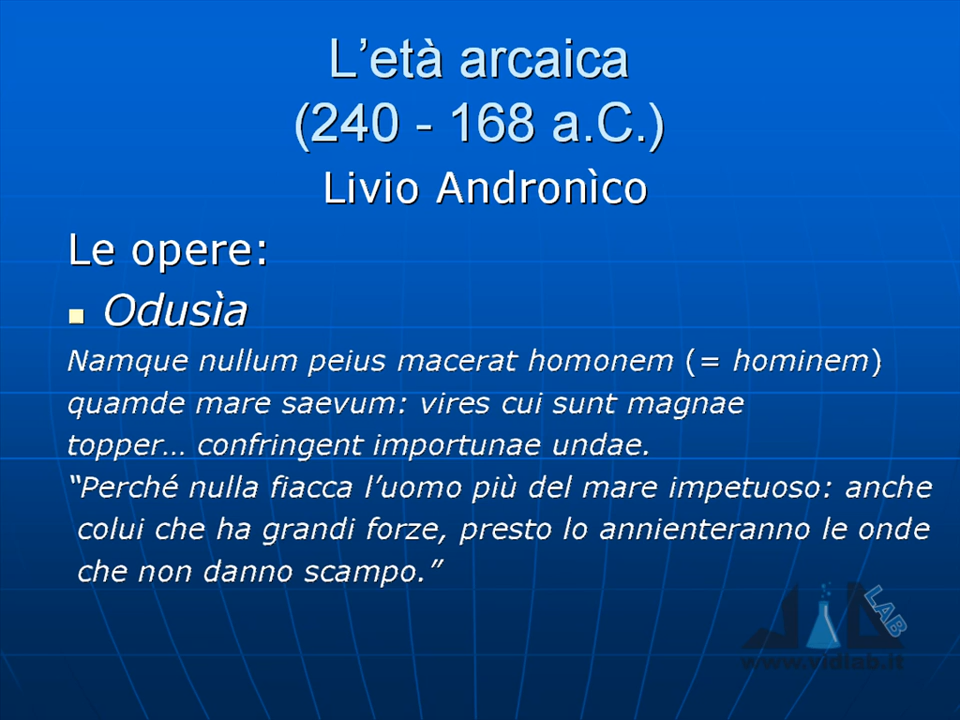 L’età arcaica
(240 - 168 a.C.)
Livio Andronìco
Le opere:
Odusìa
Namque nullum peius macerat homonem (= hominem)
quamde mare saevum: vires cui sunt magnae
topper… confringent importunae undae.
“Perché nulla fiacca l’uomo più del mare impetuoso: anche
colui che ha grandi forze, presto lo annienteranno le onde
che non danno scampo.”
LAB
www.vidlab.it